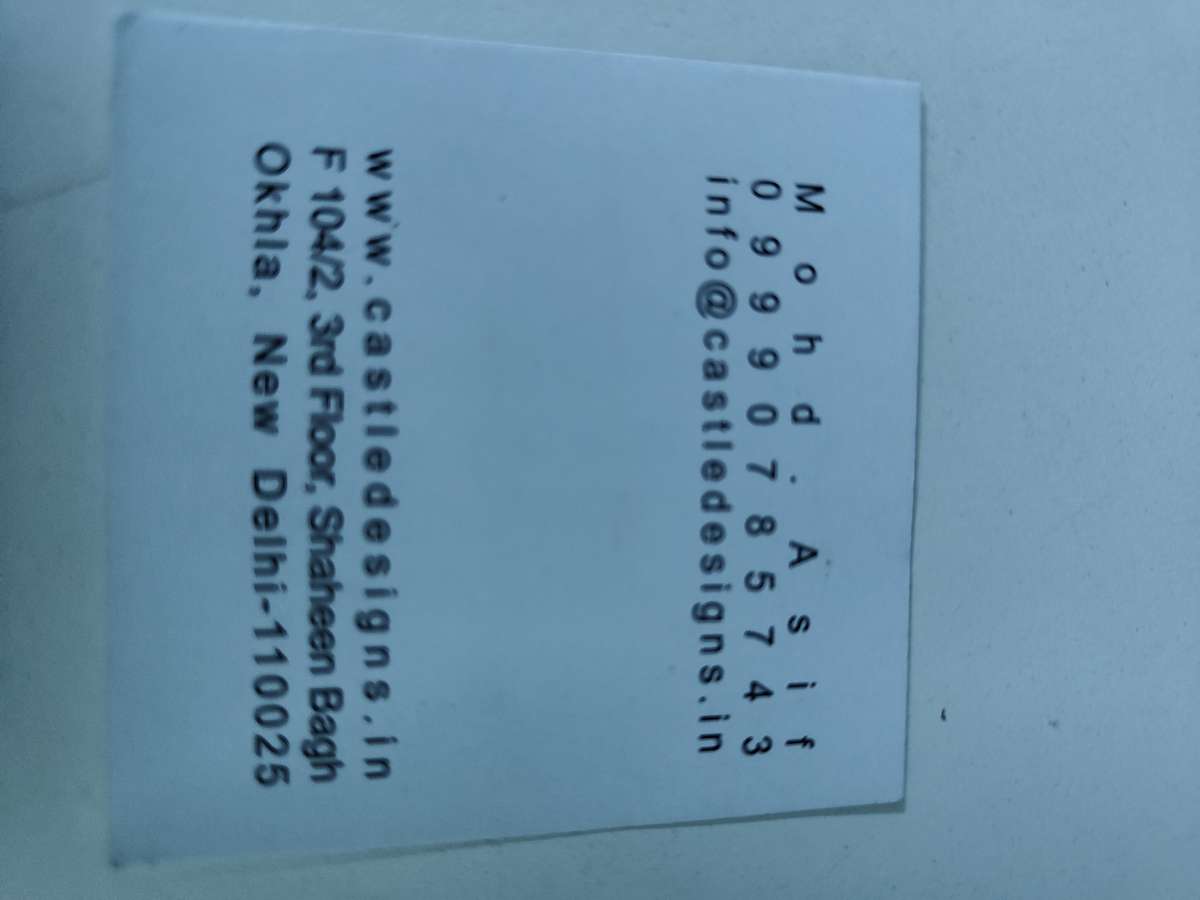 Mohd. Asif
09990785743
info@castledesigns.in
www.castledesigns.in
F 104/2, 3rd Floor, Shaheen Bagh
Okhla, New Delhi-110025